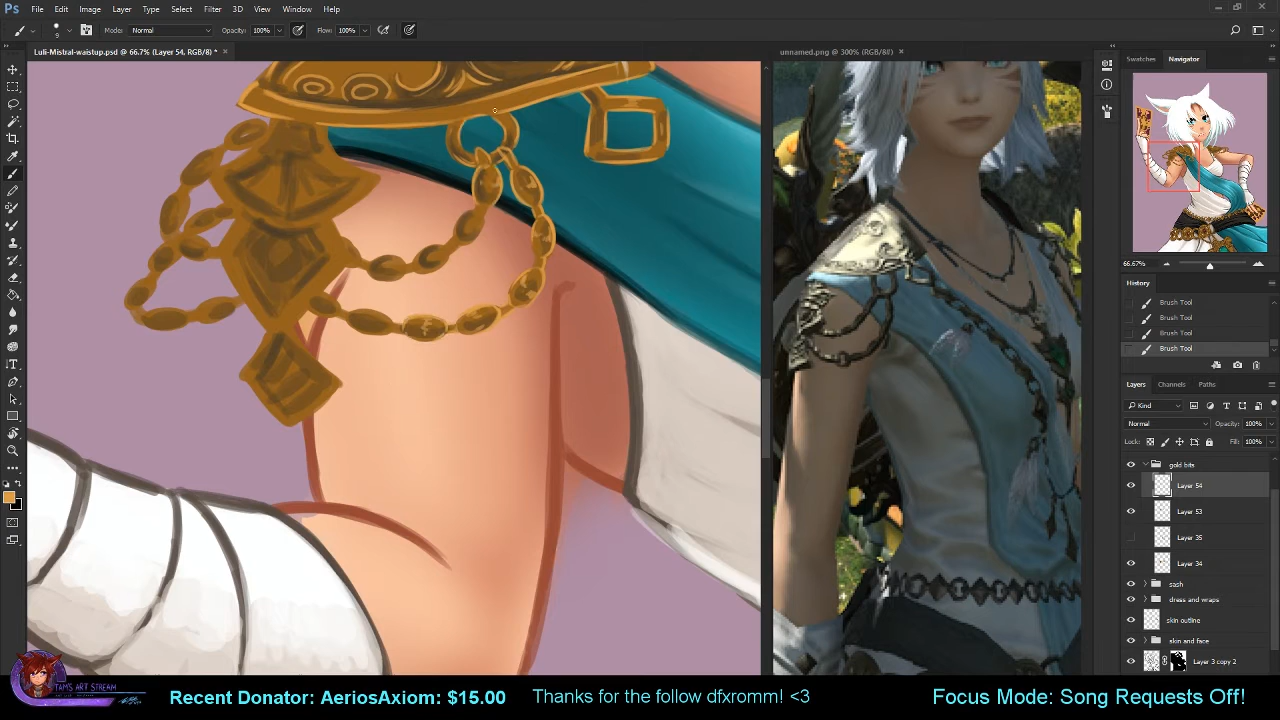 Ps File Edit Image Layer Type Select Filter 3D View Window Help
9 Mode: Normal Opacity: 100% Flow: 100%
Luli-Mistral-waistup.psd @ 66.7% (Layer 54, RGB/8) * ×
unnamed.png @ 300% (RGB/8#) ×
Swatches Navigator
66.67%
History
Brush Tool
Brush Tool
Brush Tool
Brush Tool
Layers Channels Paths
Kind
Normal Opacity: 100%
Lock: Fill: 100%
gold bits
Layer 54
Layer 53
Layer 35
Layer 34
sash
dress and wraps
skin outline
skin and face
Layer 3 copy
TAM'S ART STREAM
Recent Donator: AeriosAxiom: $15.00
Thanks for the follow dfxromm! <3
Focus Mode: Song Requests Off!